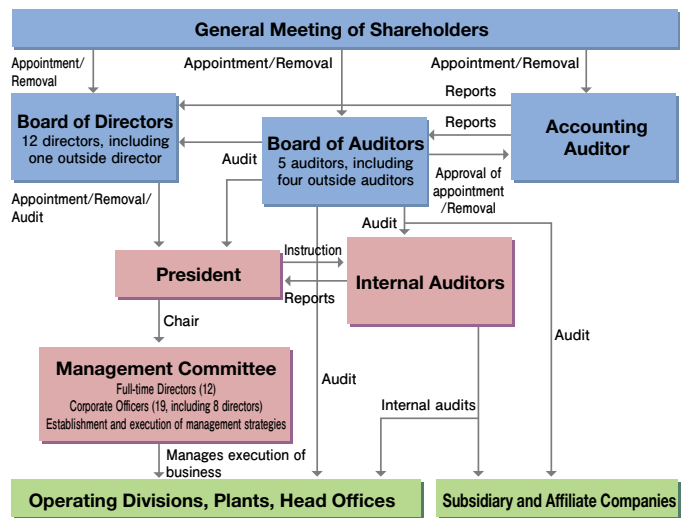 General Meeting of Shareholders
Appointment/
Removal
Appointment/Removal
Appointment/Removal
Reports
Board of Directors
12 directors, including
one outside director
Board of Auditors
5 auditors, including
four outside auditors
Reports
Accounting
Auditor
Audit
Approval of
appointment
/Removal
Appointment/Removal/
Audit
Audit
President
Instruction
Reports
Internal Auditors
Chair
Audit
Management Committee
Full-time Directors (12)
Corporate Officers (19, including 8 directors)
Establishment and execution of management strategies
Audit
Internal audits
Manages execution of
business
Operating Divisions, Plants, Head Offices
Subsidiary and Affiliate Companies